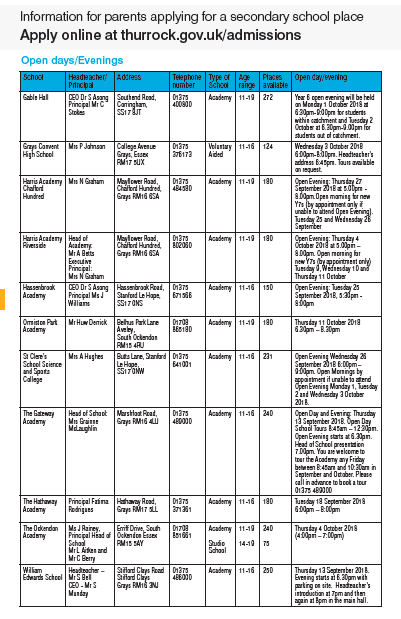 Information for parents applying for a secondary school place
Apply online at thurrock.gov.uk/admissions
Open days/Evenings
School Headteacher/ Principal Address Telephone number Type of School Age range Places available Open day/evening
Gable Hall CEO Dr S Asong Principal Mr C Stokes Southend Road, Corringham, SS17 8JT 01375 400800 Academy 11-19 272 Year 6 open evening will be held on Monday 1 October 2018 at 6:30pm-9:00pm for students within catchment and Tuesday 2 October at 6.30pm-9.00pm for students out of catchment.
Grays Convent High School Mrs P Johnson College Avenue Grays, Essex RM17 5UX 01375 376173 Voluntary Aided 11-16 124 Wednesday 3 October 2018 6:00pm-8:00pm. Headteacher's address 6:45pm. Tours available on request.
Harris Academy Chafford Hundred Mrs N Graham Mayflower Road, Chafford Hundred, Grays RM16 6SA 01375 484580 Academy 11-19 180 Open Evening: Thursday 27 September 2018 at 5.00pm - 8.00pm.Open morning for new Y7s (by appointment only if unable to attend Open Evening). Tuesday 25 and Wednesday 26 September
Harris Academy Riverside Head of Academy: Mr A Betts Executive Principal: Mrs N Graham Mayflower Road, Chafford Hundred, Grays RM16 6SA 01375 802060 Academy 11-19 180 Open Evening: Thursday 4 October 2018 at 5.00pm – 8.00pm. Open morning for new Y7s (by appointment only) Tuesday 9, Wednesday 10 and Thursday 11 October
Hassenbrook Academy CEO Dr S Asong Principal Ms J Williams Hassenbrook Road, Stanford Le Hope, SS17 0NS 01375 671566 Academy 11-16 150 Open Evening: Tuesday 25 September 2018, 5:30pm - 8:00pm
Ormiston Park Academy Mr Huw Derrick Belhus Park Lane Aveley, South Ockendon RM15 4RU 01708 865180 Academy 11-19 180 Thursday 11 October 2018 6.30pm – 8.30pm
St Clere's School Science and Sports College Mrs A Hughes Butts Lane, Stanford Le Hope, SS17 0NW 01375 641001 Academy 11-16 231 Open Evening Wednesday 26 September 2018 6:00pm – 9:00pm. Open Mornings by appointment if unable to attend Open Evening Monday 1, Tuesday 2 and Wednesday 3 October 2018.
The Gateway Academy Head of School: Mrs Grainne McLaughlin Marshfoot Road, Grays RM16 4LU 01375 489000 Academy 11-16 240 Open Day and Evening: Thursday 13 September 2018. Open Day School Tours 8:45am – 12:30pm. Open Evening starts at 6.30pm. Head of School presentation 7.00pm. You are welcome to tour the Academy any Friday between 8:45am and 10:30am in September and October. Please call in advance to book a tour 01375 489000
The Hathaway Academy Principal Fatima Rodrigues Hathaway Road, Grays RM17 5LL 01375 371361 Academy 11-16 180 Tuesday 18 September 2018 6:00pm – 8:00pm
The Ockendon Academy Ms J Rainey, Principal Head of School Mr L Aitken and Mr C Berry Erriff Drive, South Ockendon Essex RM15 5AY 01708 851661 Academy Studio School 11-19 14-19 240 75 Thursday 4 October 2018 (4:00pm – 7:00pm)
William Edwards School Headteacher – Mr S Bell CEO - Mr S Munday Stifford Clays Road Stifford Clays Grays RM16 3NJ 01375 486000 Academy 11-16 250 Thursday 13 September 2018. Evening starts at 6.30pm with parking on site. Headteacher's introduction at 7pm and then again at 8pm in the main hall.